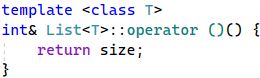 template <class T>
int& List<T>::operator ()() {
    return size;
}